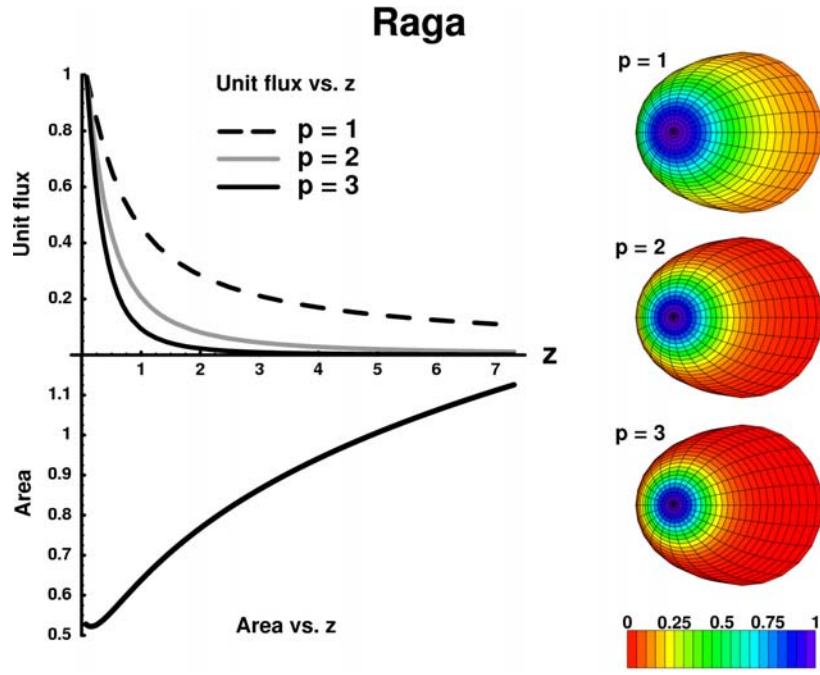 Raga
Unit flux vs. z
p = 1
p = 2
p = 3
Unit flux
1
0.8
0.6
0.4
0.2
1 2 3 4 5 6 7
z
Area
1.1
1
0.9
0.8
0.7
0.6
0.5
Area vs. z
p = 1
p = 2
p = 3
0 0.25 0.5 0.75 1